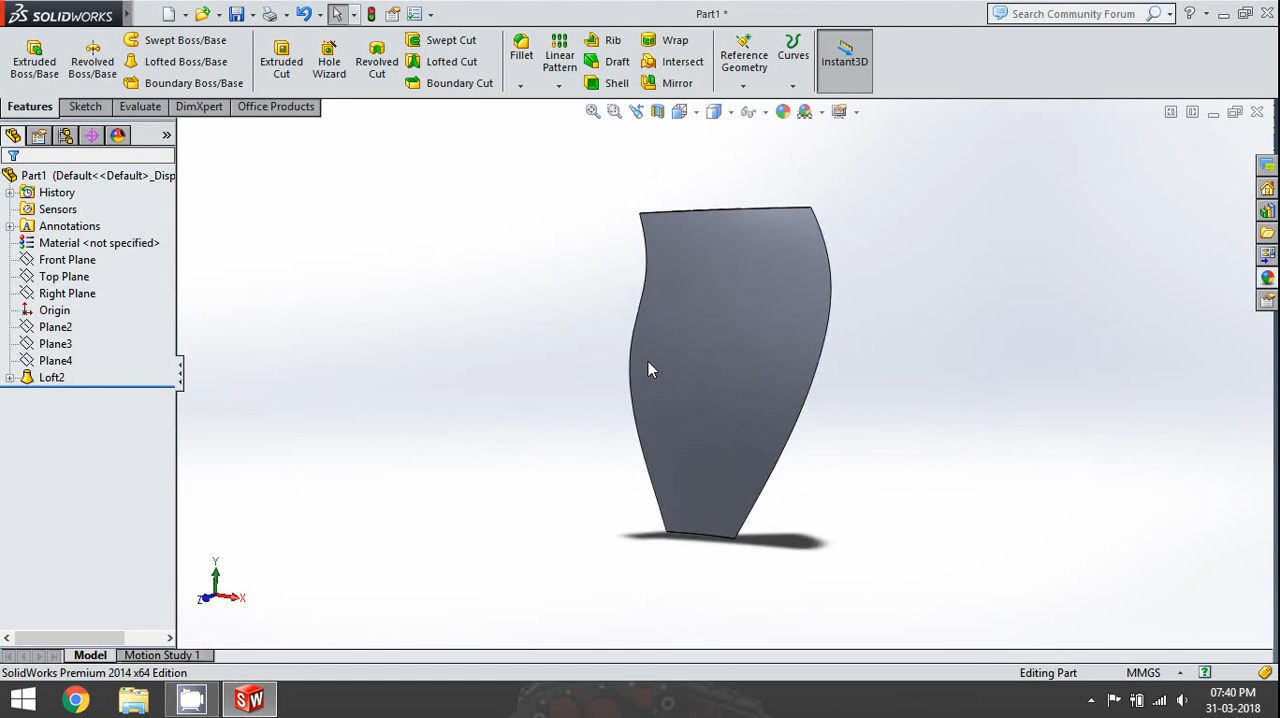 SOLIDWORKS
Part1 *
Search Community Forum
Extruded Boss/Base
Revolved Boss/Base
Swept Boss/Base
Lofted Boss/Base
Boundary Boss/Base
Extruded Cut
Hole Wizard
Revolved Cut
Swept Cut
Lofted Cut
Boundary Cut
Fillet
Linear Pattern
Rib
Draft
Shell
Wrap
Intersect
Mirror
Reference Geometry
Curves
Instant3D
Features
Sketch
Evaluate
DimXpert
Office Products
Part1 (Default<<Default>_Disp
History
Sensors
Annotations
Material <not specified>
Front Plane
Top Plane
Right Plane
Origin
Plane2
Plane3
Plane4
Loft2
Y
Z
X
Model
Motion Study 1
SolidWorks Premium 2014 x64 Edition
Editing Part
MMGS
07:40 PM
31-03-2018